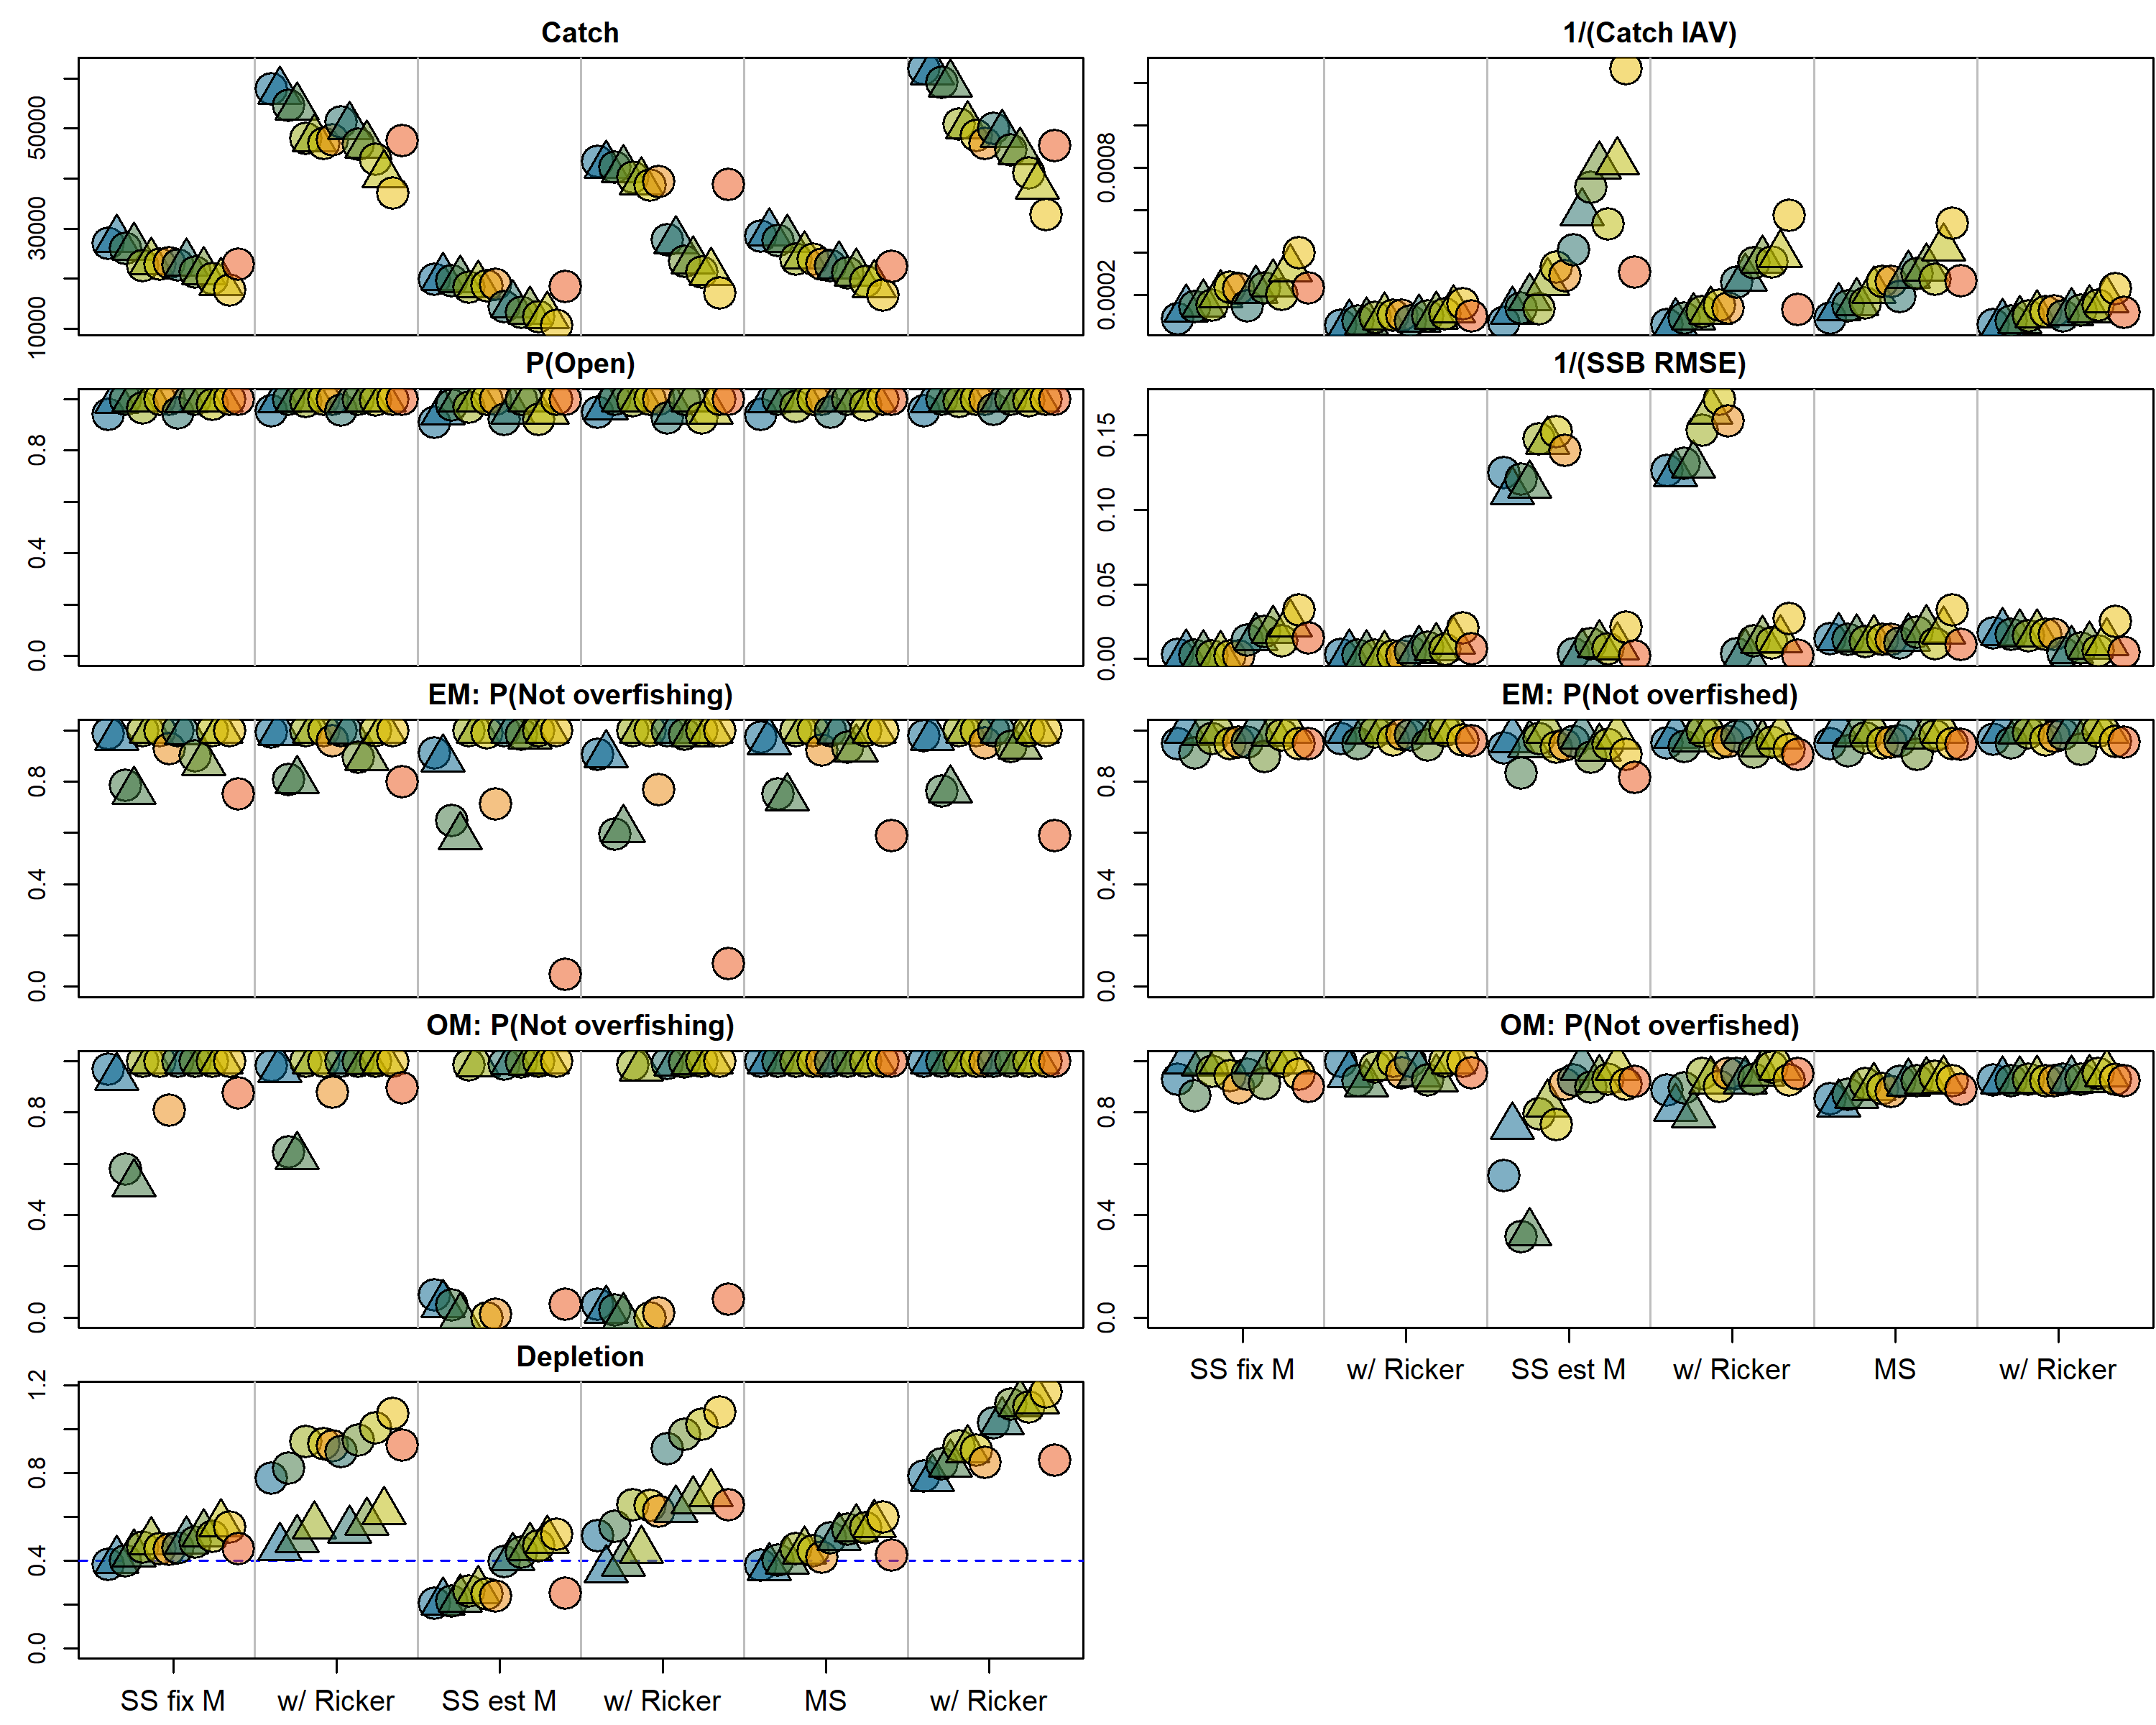 Catch
1/(Catch IAV)
50000
30000
10000
0.0008
0.0002
P(Open)
1/(SSB RMSE)
0.8
0.4
0.0
0.15
0.10
0.05
0.00
EM: P(Not overfishing)
EM: P(Not overfished)
0.8
0.4
0.0
0.8
0.4
0.0
OM: P(Not overfishing)
OM: P(Not overfished)
0.8
0.4
0.0
0.8
0.4
0.0
SS fix M w/ Ricker SS est M w/ Ricker MS w/ Ricker
Depletion
1.2
0.8
0.4
0.0
SS fix M w/ Ricker SS est M w/ Ricker MS w/ Ricker